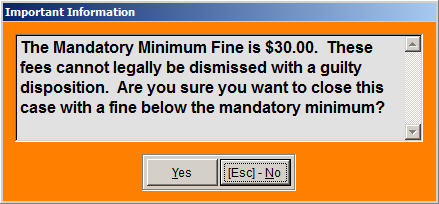 Important Information
The Mandatory Minimum Fine is $30.00.  These
fees cannot legally be dismissed with a guilty
disposition.  Are you sure you want to close this
case with a fine below the mandatory minimum?
Yes
[Esc] - No